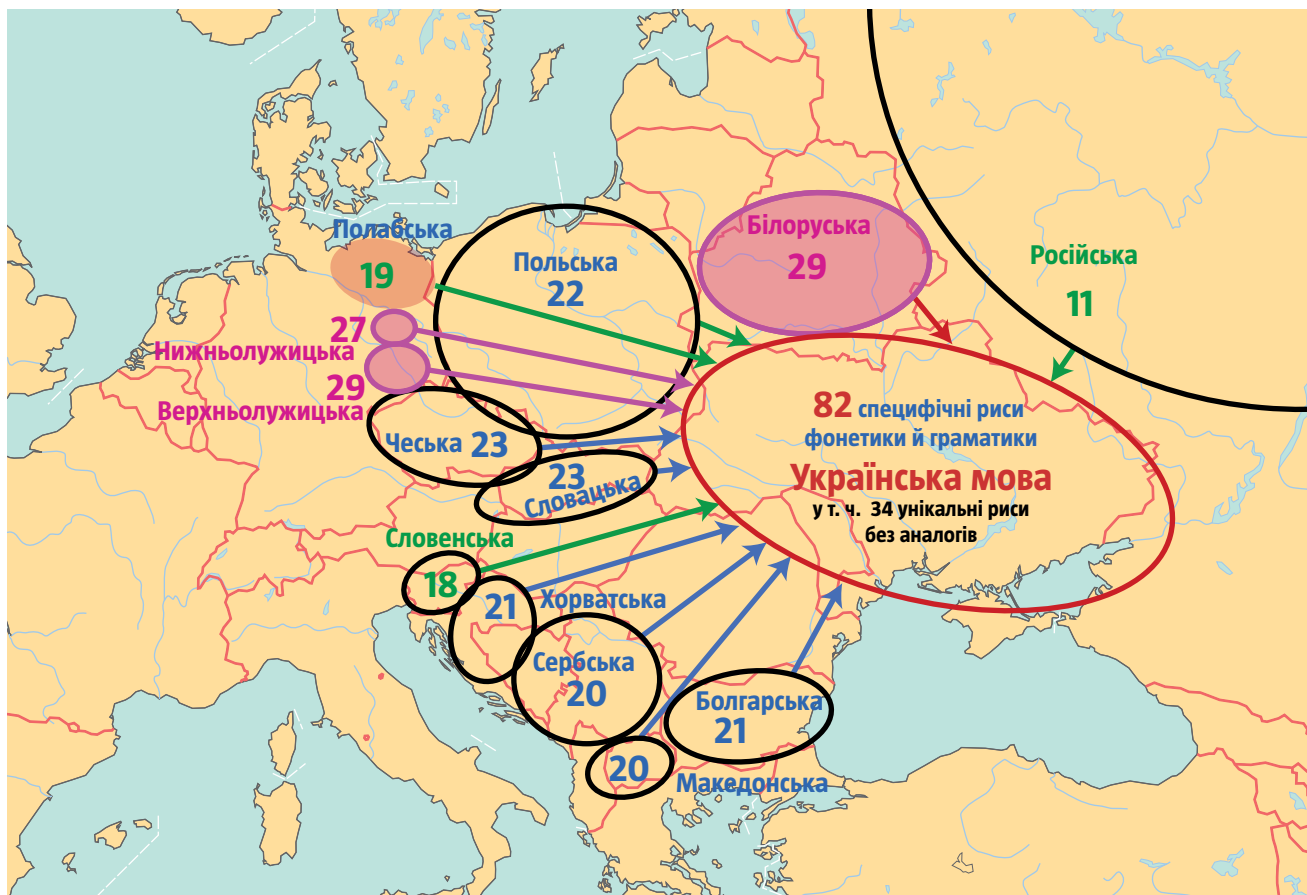 Полабська
19
Польська
22
Білоруська
29
Російська
11
27
Нижньолужицька
29
Верхньолужицька
Чеська 23
23
Словацька
82 специфічні риси
фонетики й граматики
Українська мова
у т. ч. 34 унікальні риси
без аналогів
Словенська
18
21
Хорватська
Сербська
20
Болгарська
21
20
Македонська